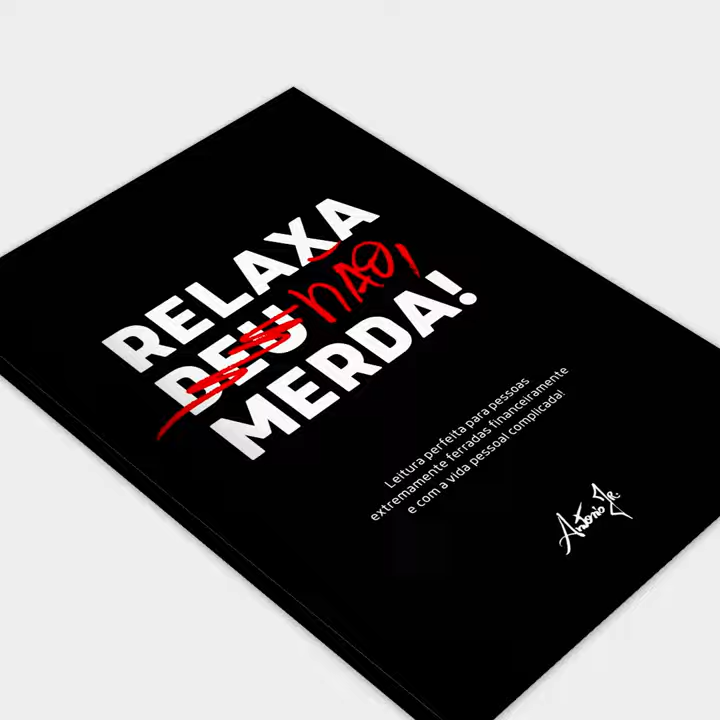 RELAXA
DEU NÃO,
MERDA!
Leitura perfeita para pessoas
extremamente ferradas financeiramente
e com a vida pessoal complicada!
Antonio Jr.